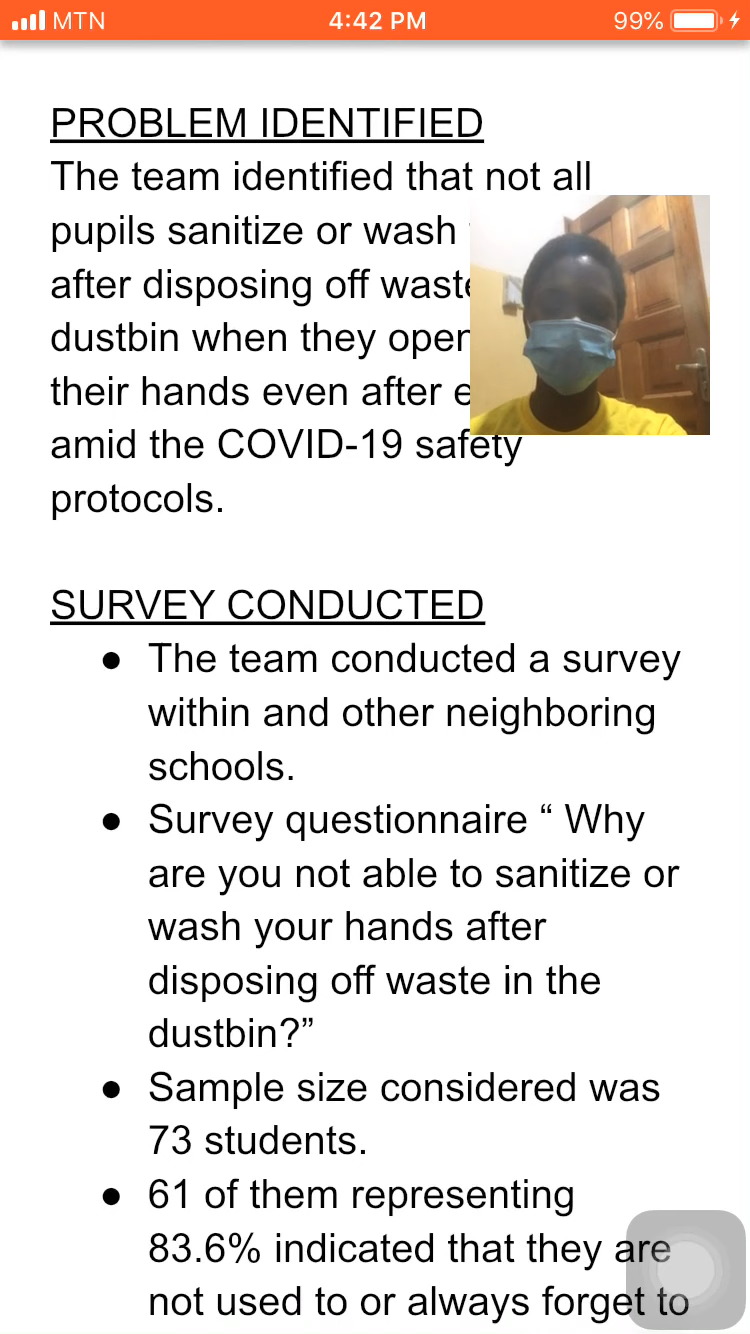 MTN 4:42 PM 99%
PROBLEM IDENTIFIED
The team identified that not all
pupils sanitize or wash
after disposing off waste
dustbin when they open
their hands even after
amid the COVID-19 safety
protocols.
SURVEY CONDUCTED
● The team conducted a survey
within and other neighboring
schools.
● Survey questionnaire “ Why
are you not able to sanitize or
wash your hands after
disposing off waste in the
dustbin?”
● Sample size considered was
73 students.
● 61 of them representing
83.6% indicated that they are
not used to or always forget to